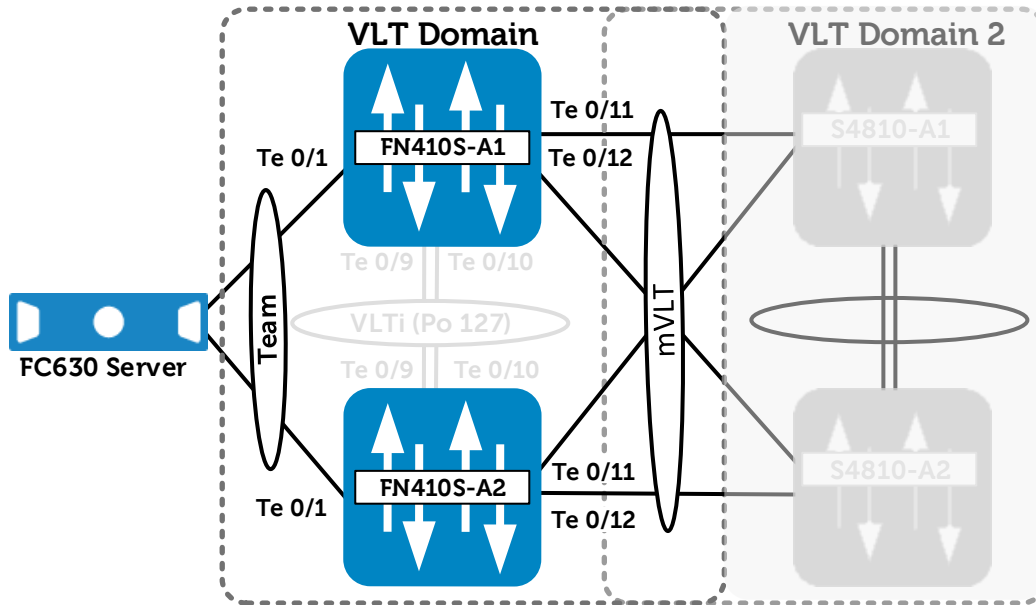 VLT Domain
VLT Domain 2
Te 0/11
FN410S-A1
S4810-A1
Te 0/1
Te 0/12
Te 0/9
Te 0/10
Team
VLTi (Po 127)
mVLT
FC630 Server
Te 0/9
Te 0/10
Te 0/11
FN410S-A2
S4810-A2
Te 0/1
Te 0/12